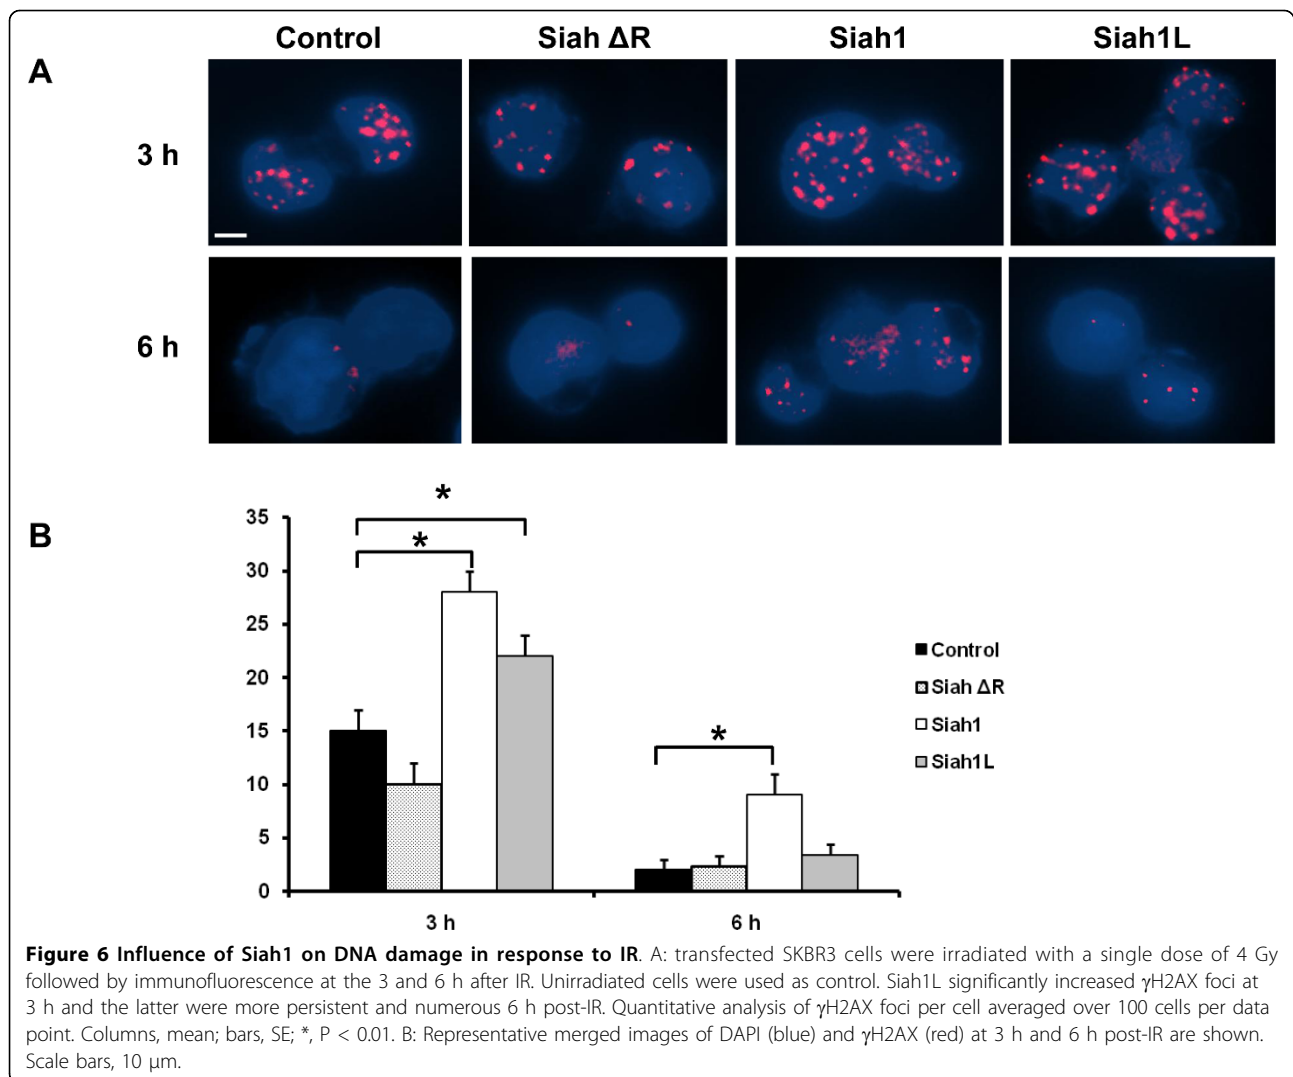 Control Siah ΔR Siah1 Siah1L
A
3 h
6 h
B
*
*
*
35
30
25
20
15
10
5
0
3 h 6 h
Control
Siah ΔR
Siah1
Siah1L
Figure 6 Influence of Siah1 on DNA damage in response to IR. A: transfected SKBR3 cells were irradiated with a single dose of 4 Gy
followed by immunofluorescence at the 3 and 6 h after IR. Unirradiated cells were used as control. Siah1L significantly increased γH2AX foci at
3 h and the latter were more persistent and numerous 6 h post-IR. Quantitative analysis of γH2AX foci per cell averaged over 100 cells per data
point. Columns, mean; bars, SE; *, P < 0.01. B: Representative merged images of DAPI (blue) and γH2AX (red) at 3 h and 6 h post-IR are shown.
Scale bars, 10 μm.